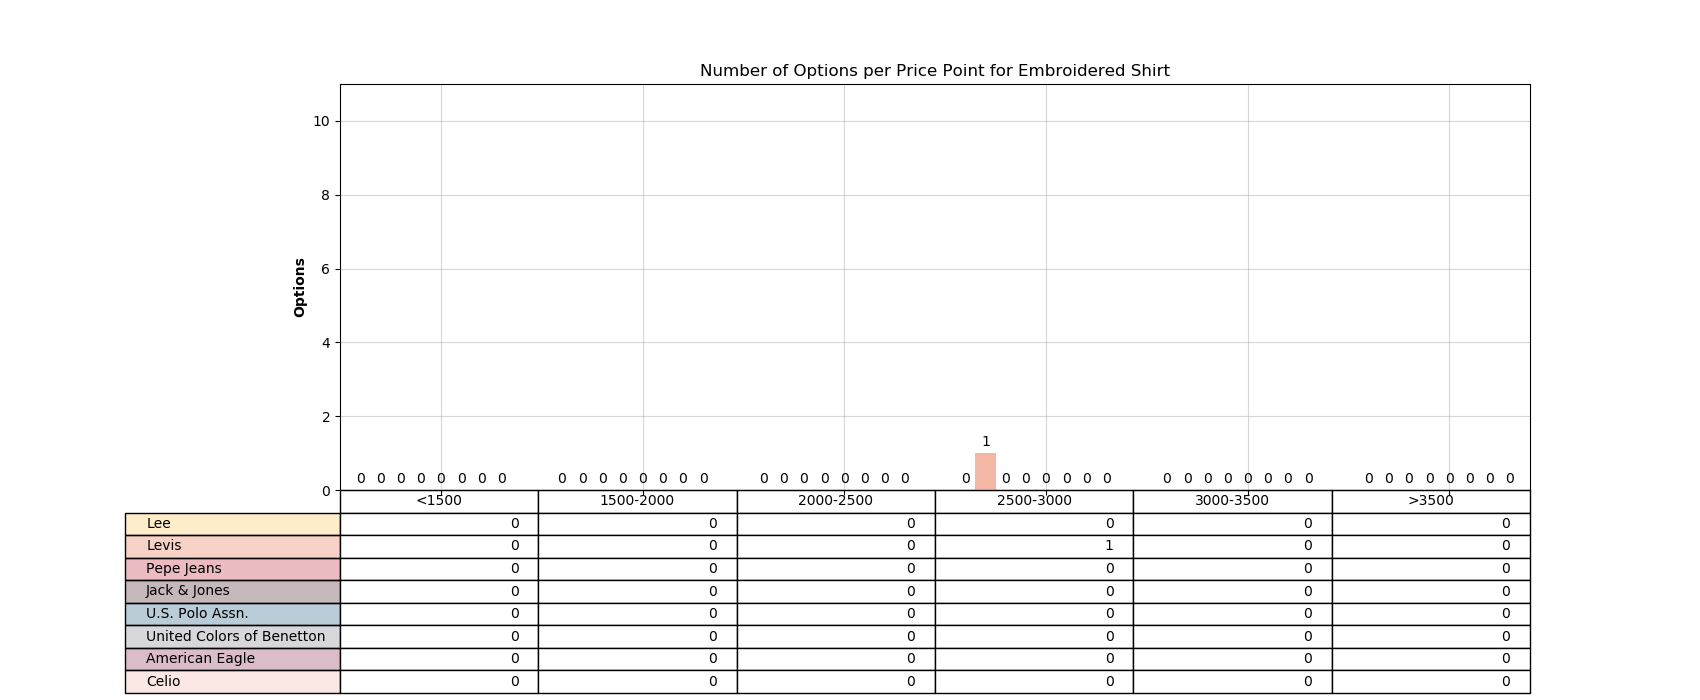 Number of Options per Price Point for Embroidered Shirt
10
8
6
4
2
0
Options
1
0 0 0 0 0 0 0 0 0 0 0 0 0 0 0 0 0 0 0 0 0 0 0 0 0 0 0 0 0 0 0 0 0 0 0 0 0 0 0 0 0 0 0 0 0 0 0
<1500 1500-2000 2000-2500 2500-3000 3000-3500 >3500
Lee 0 0 0 0 0 0
Levis 0 0 0 1 0 0
Pepe Jeans 0 0 0 0 0 0
Jack & Jones 0 0 0 0 0 0
U.S. Polo Assn. 0 0 0 0 0 0
United Colors of Benetton 0 0 0 0 0 0
American Eagle 0 0 0 0 0 0
Celio 0 0 0 0 0 0